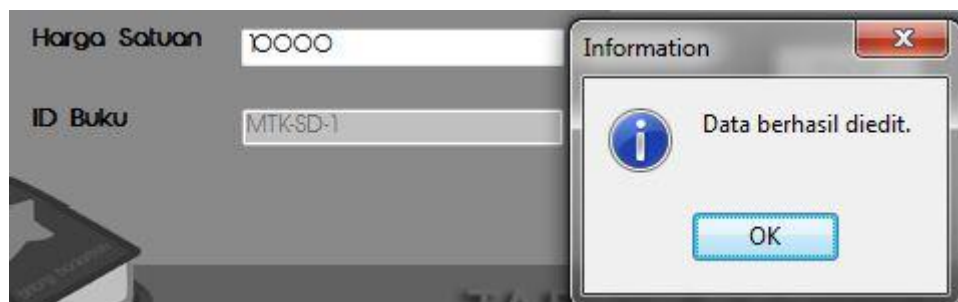 Harga Satuan
10000
ID Buku
MTK-SD-1
Information
Data berhasil diedit.
OK